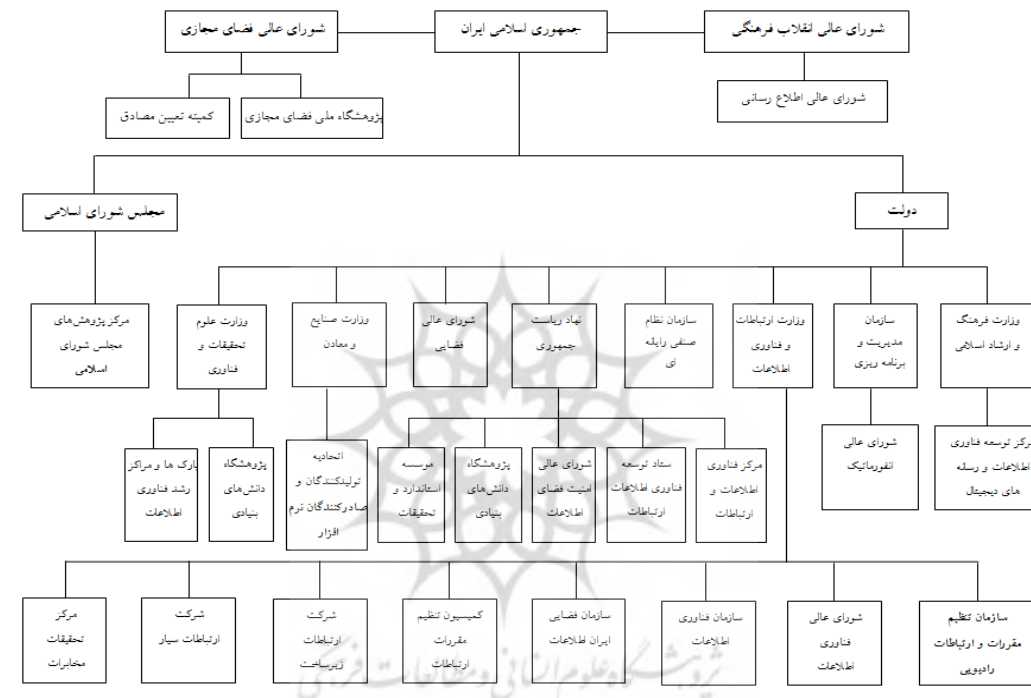 شورای عالی انقلاب فرهنگی
جمهوری اسلامی ایران
شورای عالی فضای مجازی
شورای عالی اطلاع رسانی
پژوهشگاه ملی فضای مجازی
کمیته تعیین مصادق
دولت
مجلس شورای اسلامی
وزارت فرهنگ
و ارشاد اسلامی
سازمان
مدیریت و
برنامه ریزی
وزارت ارتباطات
و فناوری
اطلاعات
سازمان نظام
صنفی رایانه
ای
نهاد ریاست
جمهوری
شورای عالی
فضایی
وزارت صنایع
و معادن
وزارت علوم
تحقیقات و
فناوری
مرکز پژوهش‌های
مجلس شورای
اسلامی
مرکز توسعه فناوری
اطلاعات و رسانه
های دیجیتال
شورای عالی
انفورماتیک
مرکز فناوری
اطلاعات و
ارتباطات
ستاد توسعه
فناوری اطلاعات
ارتباطات
شورای عالی
امنیت فضای
اطلاعات
پژوهشگاه
دانش‌های
بنیادی
موسسه
استاندارد و
تحقیقات
اتحادیه
تولیدکنندگان و
صادرکنندگان نرم
افزار
پژوهشگاه
دانش‌های
بنیادی
پارک ها و مراکز
رشد فناوری
اطلاعات
سازمان تنظیم
مقررات و ارتباطات
رادیویی
شورای عالی
فناوری
اطلاعات
سازمان فناوری
اطلاعات
سازمان فضایی
ایران اطلاعات
کمیسیون تنظیم
مقررات
ارتباطات
شرکت
ارتباطات
زیرساخت
شرکت
ارتباطات سیار
مرکز
تحقیقات
مخابرات
پژوهشگاه علوم انسانی و مطالعات فرهنگی